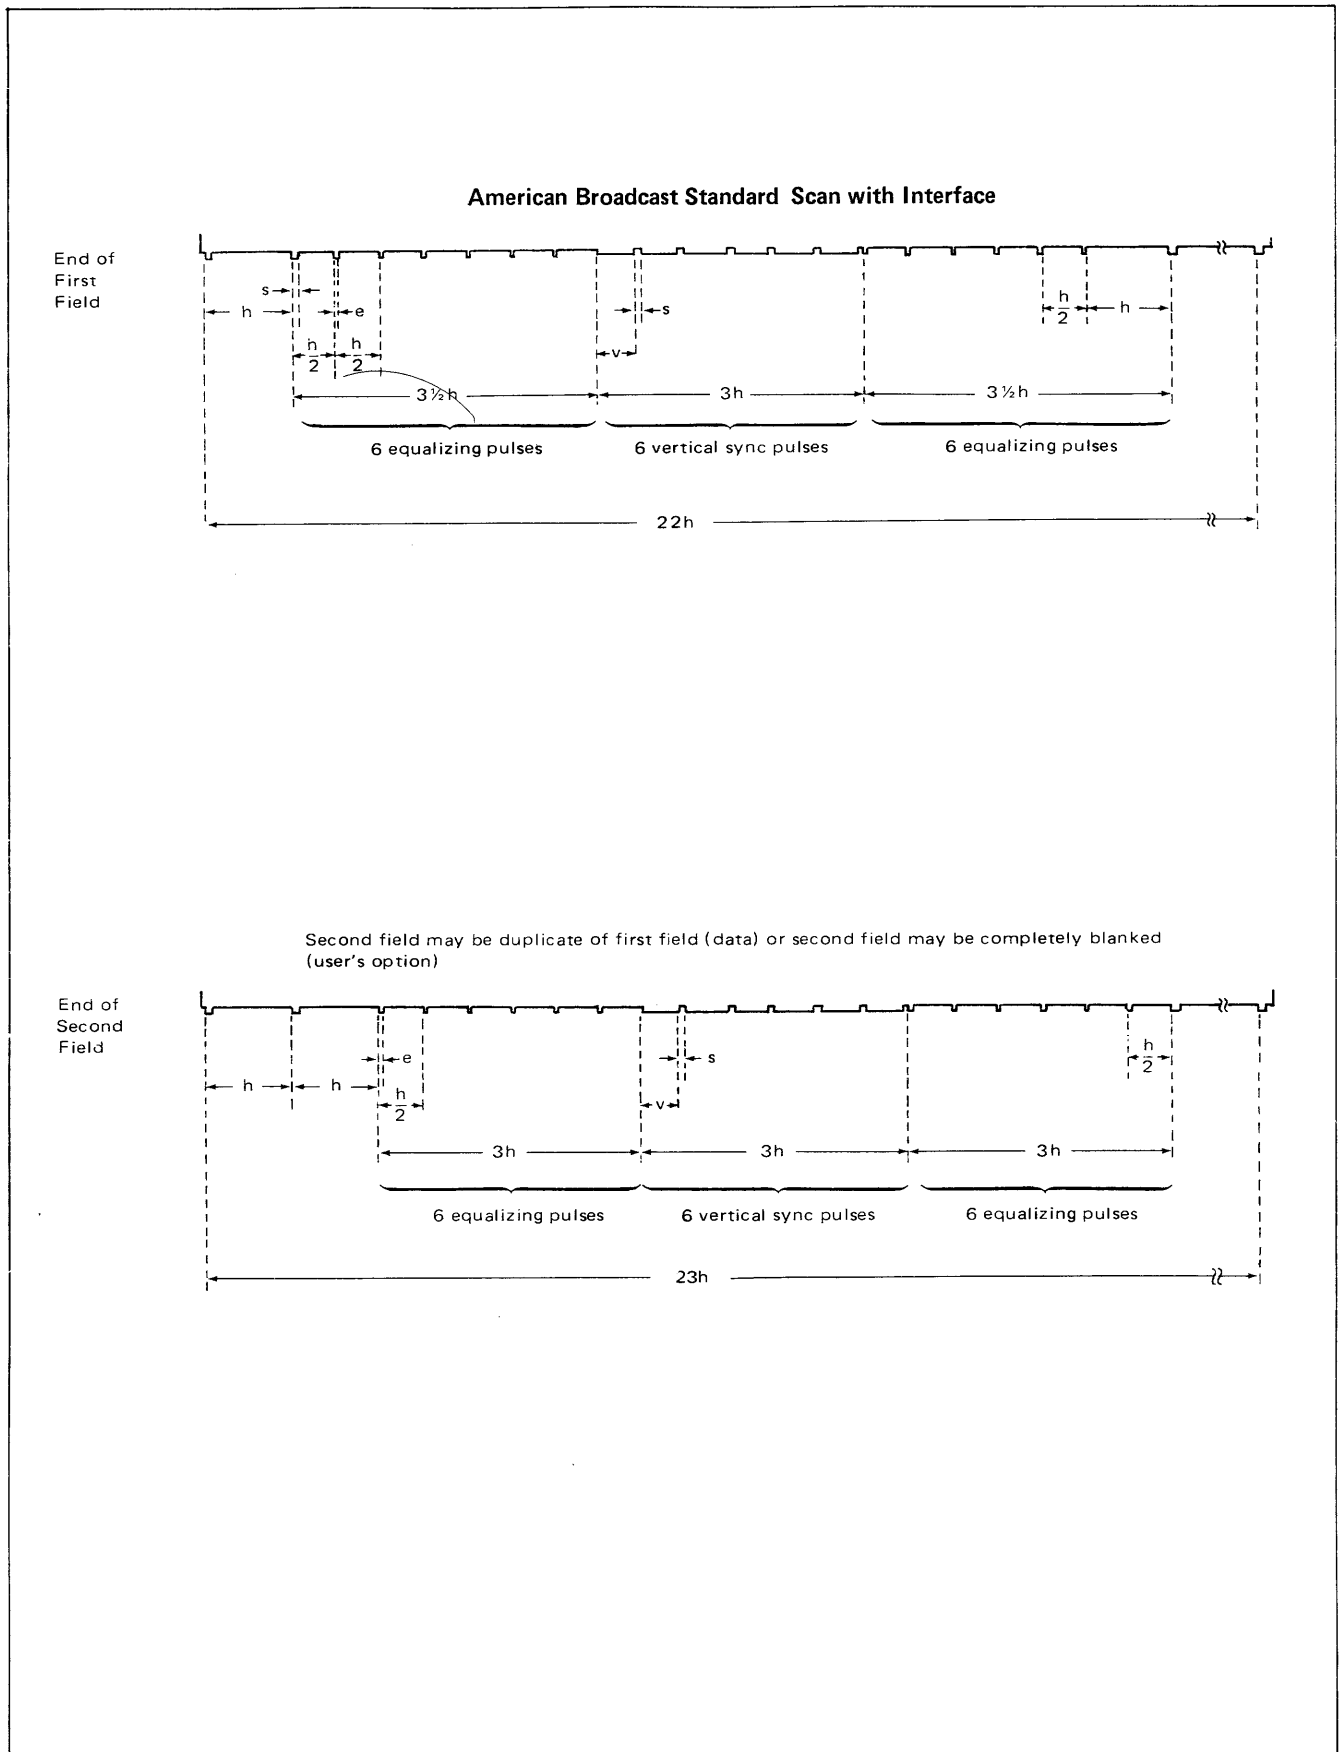 American Broadcast Standard Scan with Interface
End of
First
Field
s
h
e
h/2
h/2
s
v
h/2
h
3½h
3h
3½h
6 equalizing pulses
6 vertical sync pulses
6 equalizing pulses
22h
Second field may be duplicate of first field (data) or second field may be completely blanked
(user's option)
End of
Second
Field
h
h
e
h/2
s
v
h/2
3h
3h
3h
6 equalizing pulses
6 vertical sync pulses
6 equalizing pulses
23h